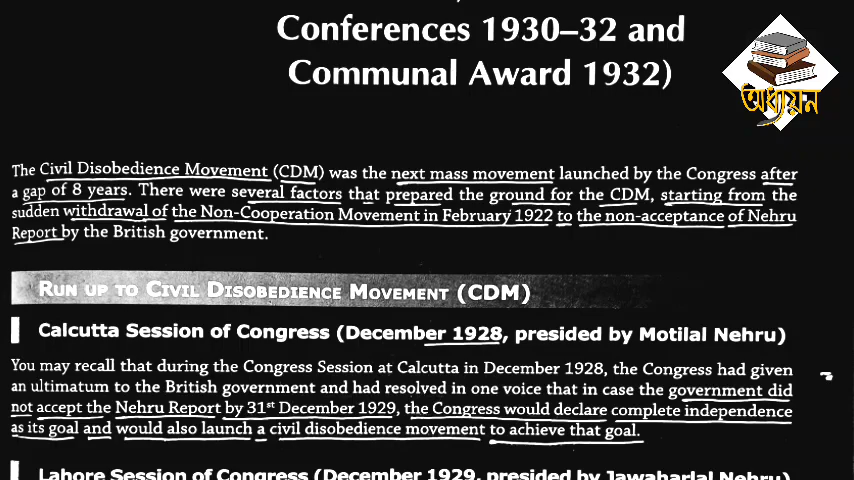 Conferences 1930–32 and
Communal Award 1932)
অধ্যয়ন
The Civil Disobedience Movement (CDM) was the next mass movement launched by the Congress after
a gap of 8 years. There were several factors that prepared the ground for the CDM, starting from the
sudden withdrawal of the Non-Cooperation Movement in February 1922 to the non-acceptance of Nehru
Report by the British government.
Run up to Civil Disobedience Movement (CDM)
Calcutta Session of Congress (December 1928, presided by Motilal Nehru)
You may recall that during the Congress Session at Calcutta in December 1928, the Congress had given
an ultimatum to the British government and had resolved in one voice that in case the government did
not accept the Nehru Report by 31st December 1929, the Congress would declare complete independence
as its goal and would also launch a civil disobedience movement to achieve that goal.
Lahore Session of Congress (December 1929, presided by Jawaharlal Nehru)